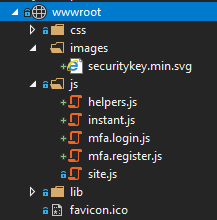 wwwroot
css
images
securitykey.min.svg
js
helpers.js
instant.js
mfa.login.js
mfa.register.js
site.js
lib
favicon.ico